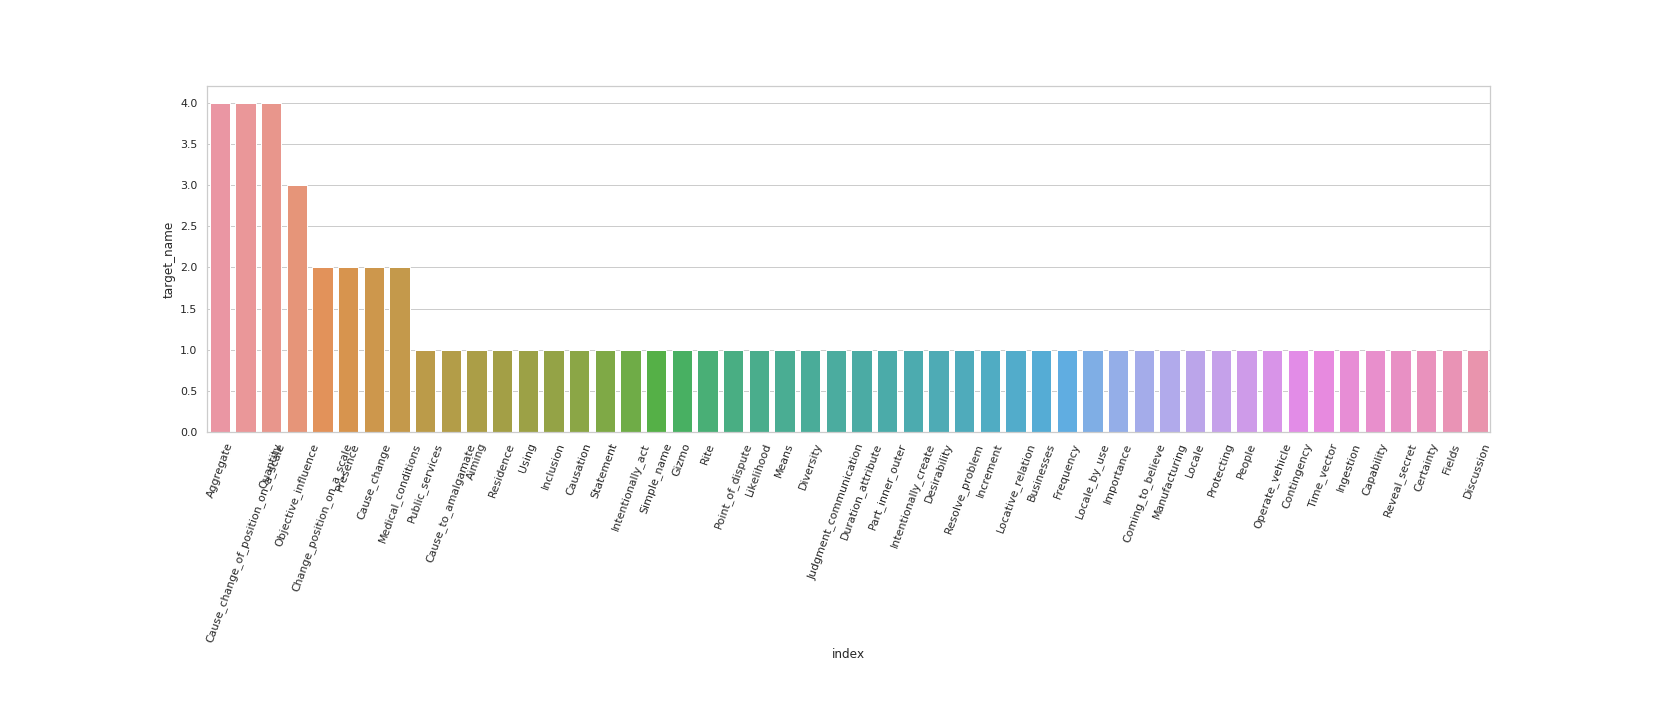 4.0
3.5
3.0
2.5
2.0
1.5
1.0
0.5
0.0
target_name
Aggregate
Cause_change_of_position_on_a_scale
Quantity
Objective_influence
Change_position_on_a_scale
Presence
Cause_change
Medical_conditions
Public_services
Cause_to_amalgamate
Aiming
Residence
Using
Inclusion
Causation
Statement
Intentionally_act
Simple_name
Gizmo
Rite
Point_of_dispute
Likelihood
Means
Diversity
Judgment_communication
Duration_attribute
Part_inner_outer
Intentionally_create
Desirability
Resolve_problem
Increment
Locative_relation
Businesses
Frequency
Locale_by_use
Importance
Coming_to_believe
Manufacturing
Locale
Protecting
People
Operate_vehicle
Contingency
Time_vector
Ingestion
Capability
Reveal_secret
Certainty
Fields
Discussion
index